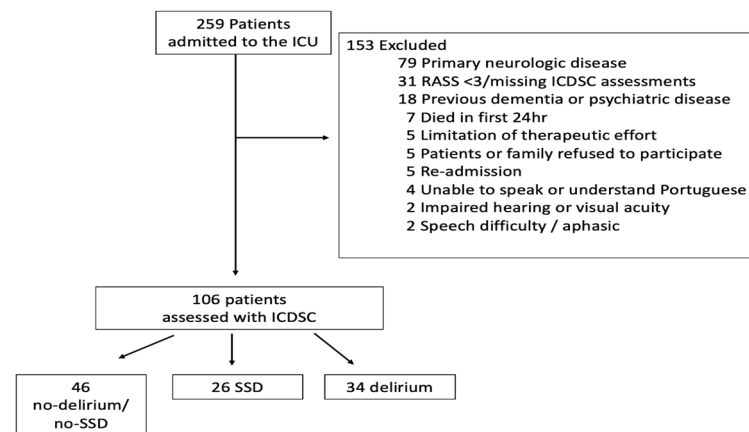 259 Patients
admitted to the ICU
153 Excluded
79 Primary neurologic disease
31 RASS <3/missing ICDSC assessments
18 Previous dementia or psychiatric disease
7 Died in first 24hr
5 Limitation of therapeutic effort
5 Patients or family refused to participate
5 Re-admission
4 Unable to speak or understand Portuguese
2 Impaired hearing or visual acuity
2 Speech difficulty / aphasic
106 patients
assessed with ICDSC
46
no-delirium/
no-SSD
26 SSD
34 delirium